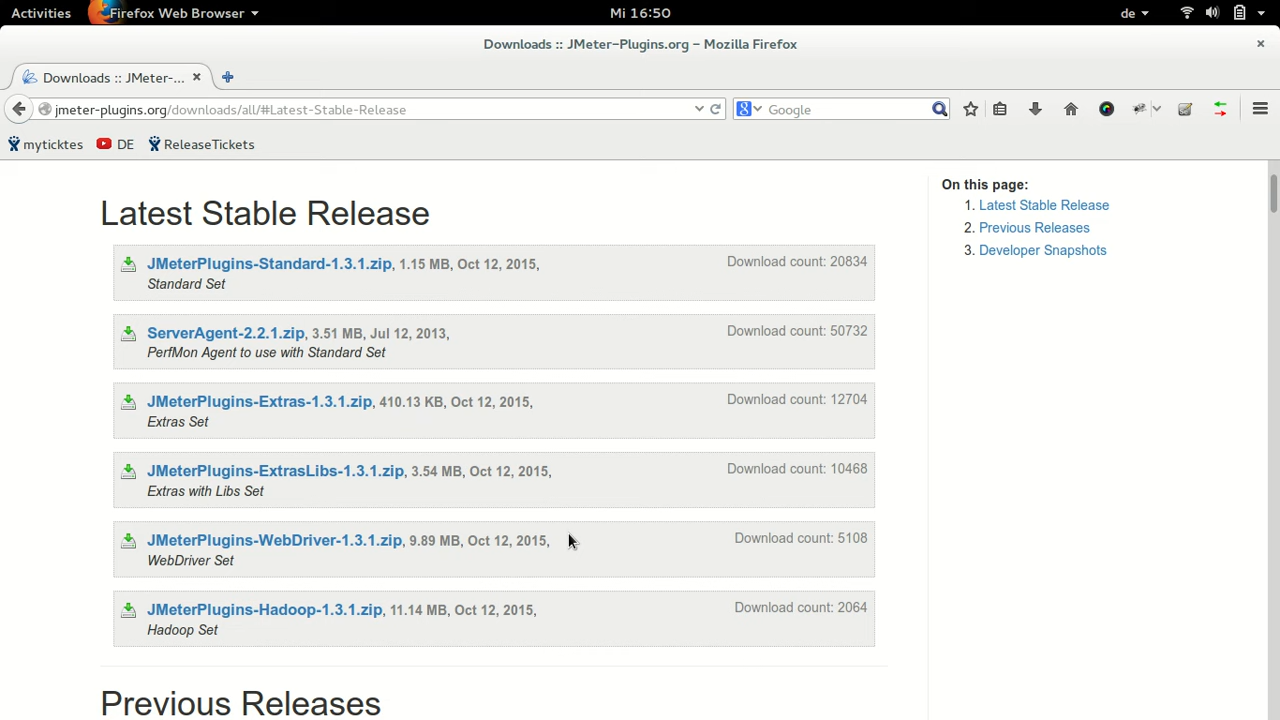 Activities Firefox Web Browser Mi 16:50 de
Downloads :: JMeter-Plugins.org - Mozilla Firefox
Downloads :: JMeter-...
jmeter-plugins.org/downloads/all/#Latest-Stable-Release Google
myticktes DE ReleaseTickets
Latest Stable Release
JMeterPlugins-Standard-1.3.1.zip, 1.15 MB, Oct 12, 2015, Download count: 20834
Standard Set
ServerAgent-2.2.1.zip, 3.51 MB, Jul 12, 2013, Download count: 50732
PerfMon Agent to use with Standard Set
JMeterPlugins-Extras-1.3.1.zip, 410.13 KB, Oct 12, 2015, Download count: 12704
Extras Set
JMeterPlugins-ExtrasLibs-1.3.1.zip, 3.54 MB, Oct 12, 2015, Download count: 10468
Extras with Libs Set
JMeterPlugins-WebDriver-1.3.1.zip, 9.89 MB, Oct 12, 2015, Download count: 5108
WebDriver Set
JMeterPlugins-Hadoop-1.3.1.zip, 11.14 MB, Oct 12, 2015, Download count: 2064
Hadoop Set
Previous Releases
On this page:
1. Latest Stable Release
2. Previous Releases
3. Developer Snapshots